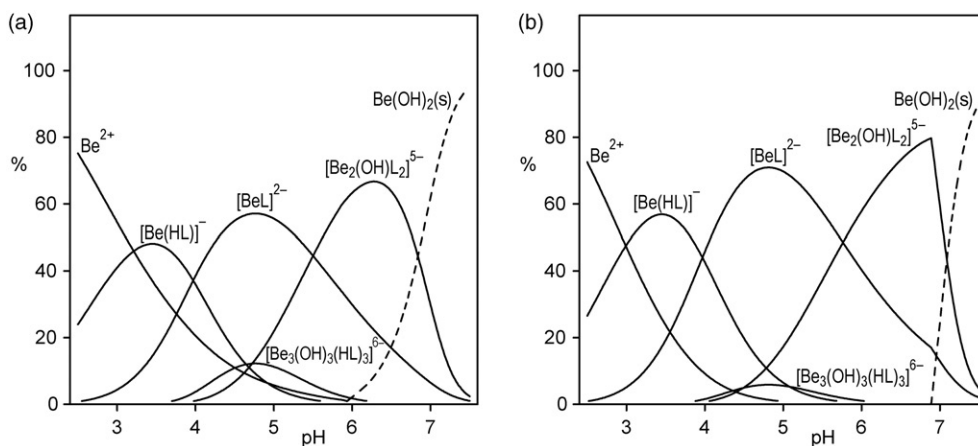 (a)
100
80
%
60
40
20
0
3
4
5
6
7
pH
Be²⁺
[Be(HL)]⁻
[BeL]²⁻
[Be₃(OH)₃(HL)₃]⁶⁻
[Be₂(OH)L₂]⁵⁻
Be(OH)₂(s)
(b)
100
80
%
60
40
20
0
3
4
5
6
7
pH
Be²⁺
[Be(HL)]⁻
[BeL]²⁻
[Be₃(OH)₃(HL)₃]⁶⁻
[Be₂(OH)L₂]⁵⁻
Be(OH)₂(s)